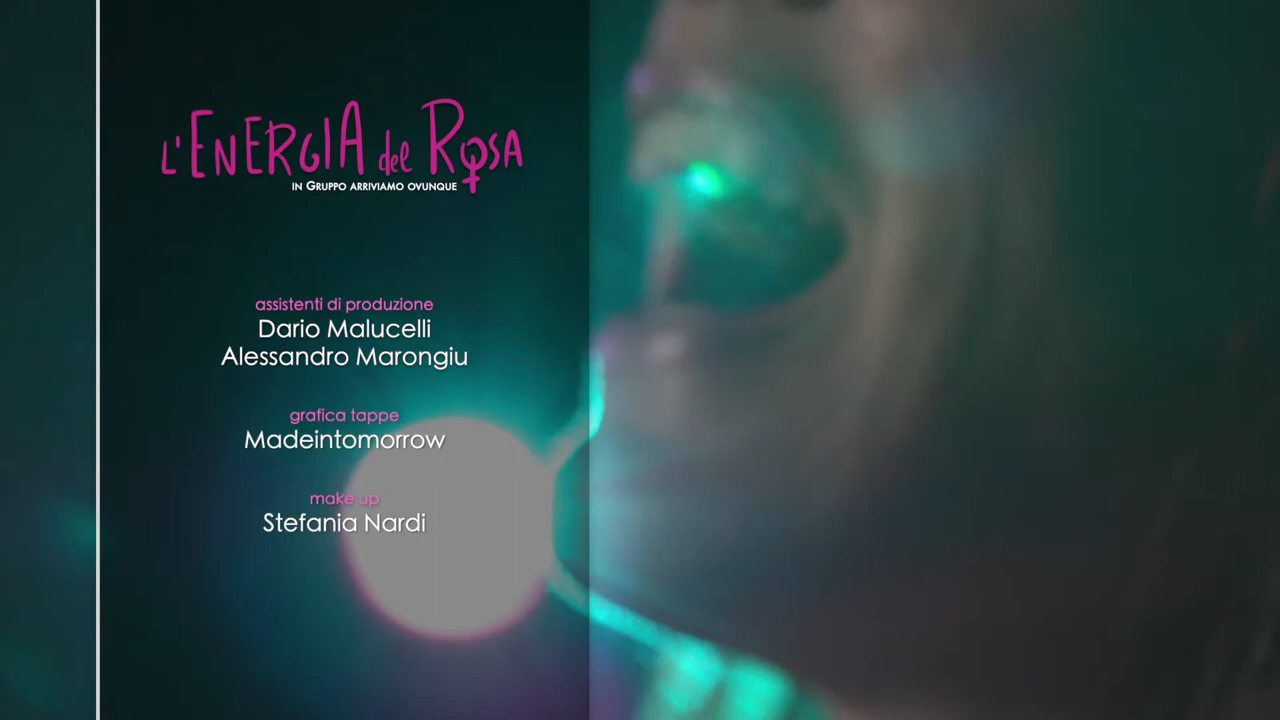 L'ENERGIA del ROSA
IN GRUPPO ARRIVIAMO OVUNQUE
assistenti di produzione
Dario Malucelli
Alessandro Marongiu
grafica tappe
Madeintomorrow
make up
Stefania Nardi